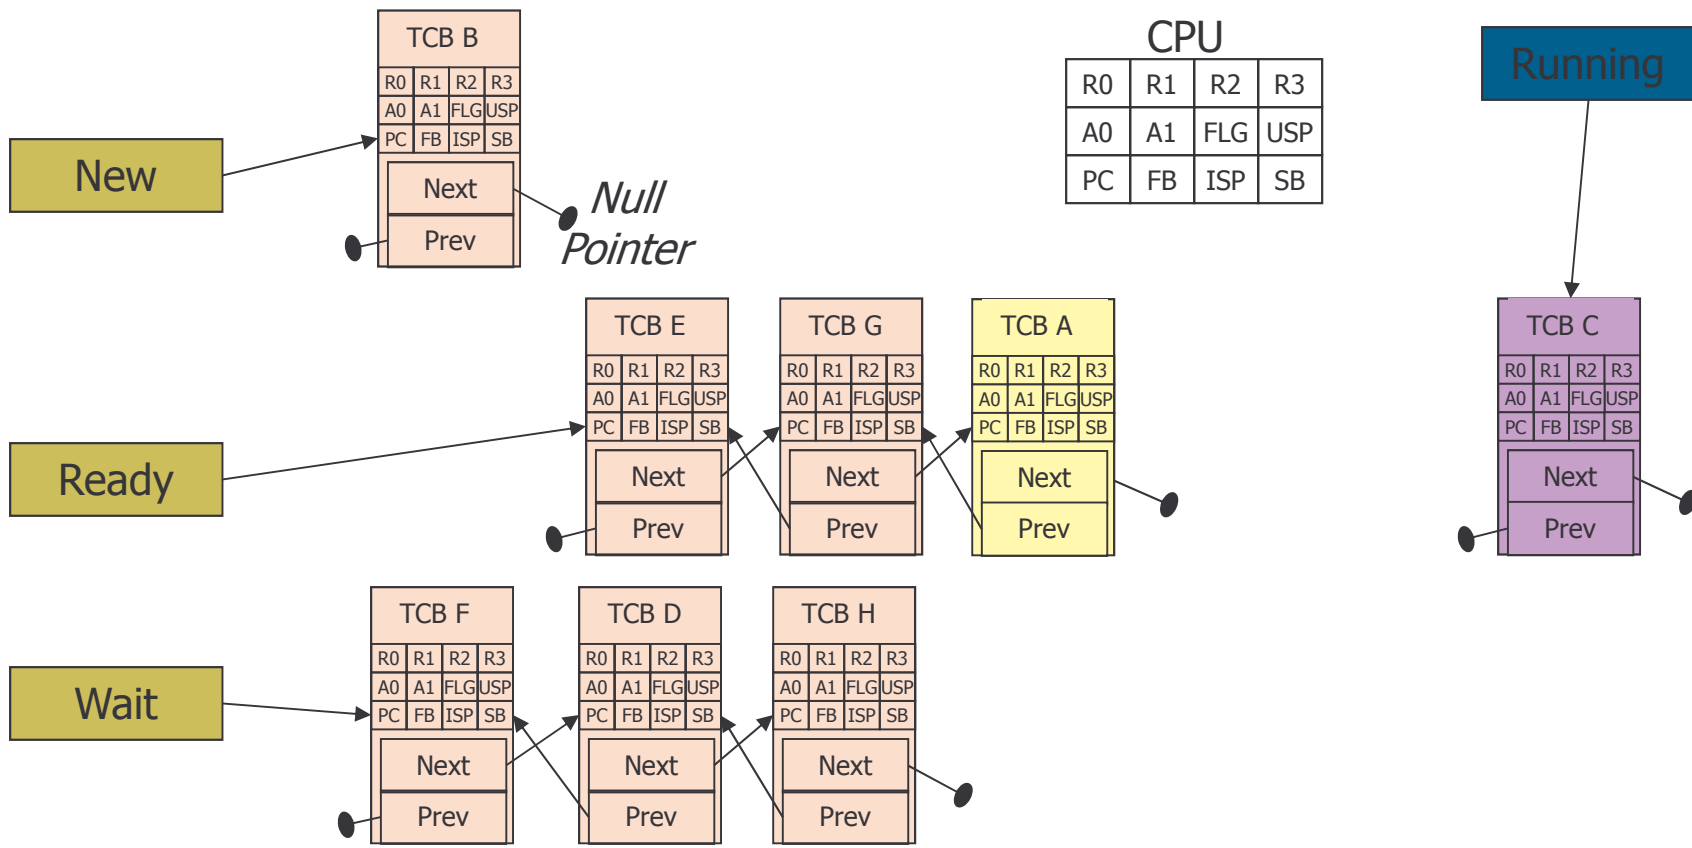 TCB B
R0 R1 R2 R3
A0 A1 FLG USP
PC FB ISP SB
Next
Prev
New
Null
Pointer
CPU
R0 R1 R2 R3
A0 A1 FLG USP
PC FB ISP SB
Running
Ready
TCB E
R0 R1 R2 R3
A0 A1 FLG USP
PC FB ISP SB
Next
Prev
TCB G
R0 R1 R2 R3
A0 A1 FLG USP
PC FB ISP SB
Next
Prev
TCB A
R0 R1 R2 R3
A0 A1 FLG USP
PC FB ISP SB
Next
Prev
TCB C
R0 R1 R2 R3
A0 A1 FLG USP
PC FB ISP SB
Next
Prev
Wait
TCB F
R0 R1 R2 R3
A0 A1 FLG USP
PC FB ISP SB
Next
Prev
TCB D
R0 R1 R2 R3
A0 A1 FLG USP
PC FB ISP SB
Next
Prev
TCB H
R0 R1 R2 R3
A0 A1 FLG USP
PC FB ISP SB
Next
Prev